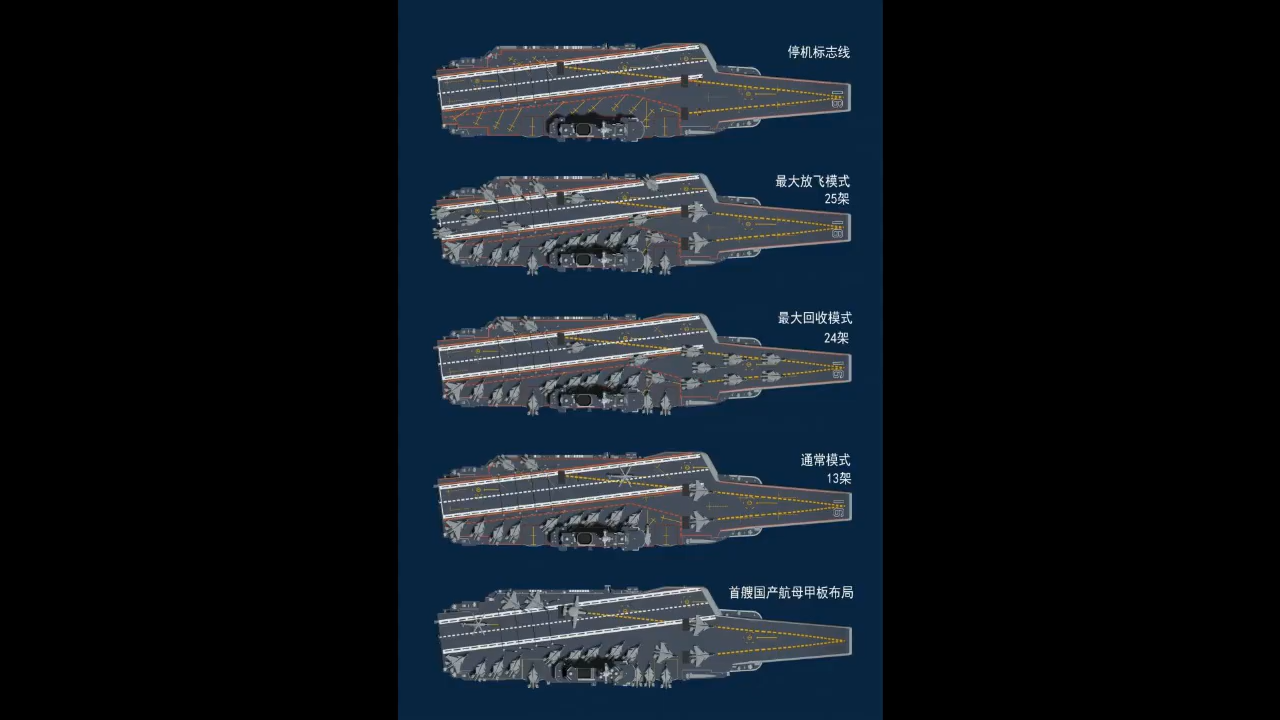 停机标志线
最大放飞模式
25架
最大回收模式
24架
通常模式
13架
首艘国产航母甲板布局